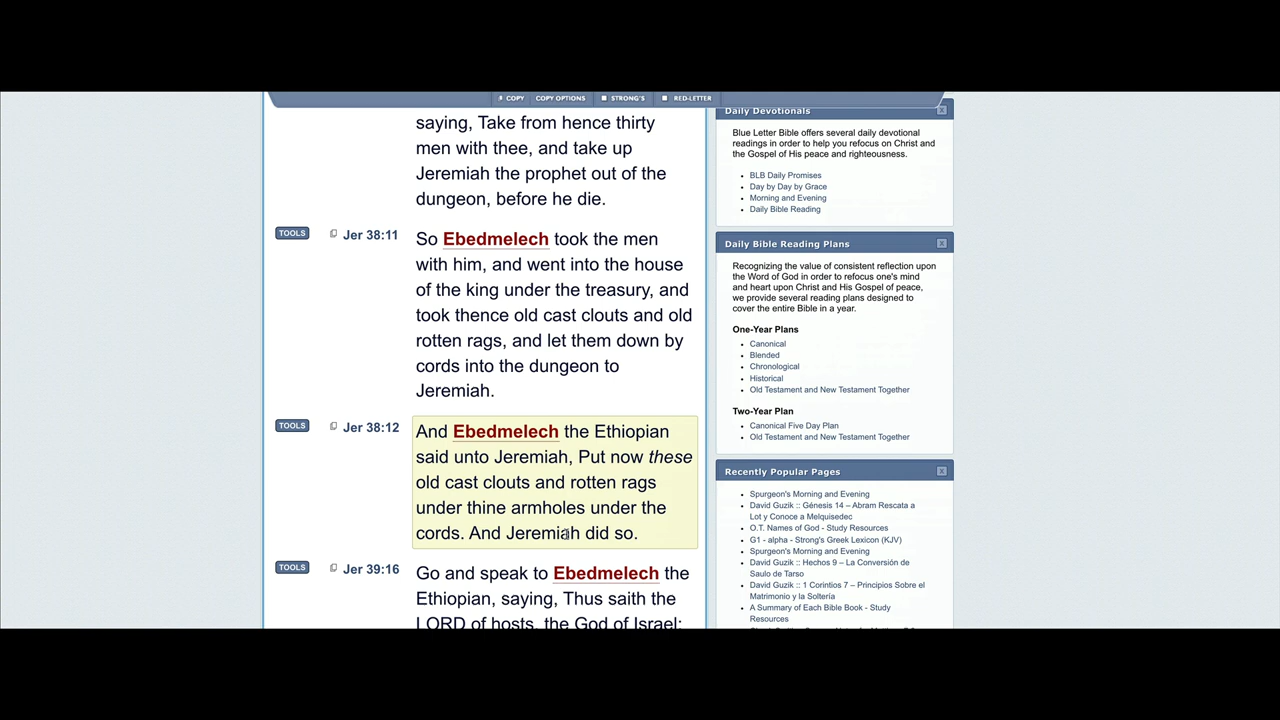 COPY COPY OPTIONS STRONG'S RED-LETTER
saying, Take from hence thirty
men with thee, and take up
Jeremiah the prophet out of the
dungeon, before he die.
TOOLS Jer 38:11 So Ebedmelech took the men
with him, and went into the house
of the king under the treasury, and
took thence old cast clouts and old
rotten rags, and let them down by
cords into the dungeon to
Jeremiah.
TOOLS Jer 38:12 And Ebedmelech the Ethiopian
said unto Jeremiah, Put now these
old cast clouts and rotten rags
under thine armholes under the
cords. And Jeremiah did so.
TOOLS Jer 39:16 Go and speak to Ebedmelech the
Ethiopian, saying, Thus saith the
LORD of hosts, the God of Israel;
Daily Devotionals
Blue Letter Bible offers several daily devotional
readings in order to help you refocus on Christ and
the Gospel of His peace and righteousness.
• BLB Daily Promises
• Day by Day by Grace
• Morning and Evening
• Daily Bible Reading
Daily Bible Reading Plans
Recognizing the value of consistent reflection upon
the Word of God in order to refocus one's mind
and heart upon Christ and His Gospel of peace,
we provide several reading plans designed to
cover the entire Bible in a year.
One-Year Plans
• Canonical
• Blended
• Chronological
• Historical
• Old Testament and New Testament Together
Two-Year Plan
• Canonical Five Day Plan
• Old Testament and New Testament Together
Recently Popular Pages
• Spurgeon's Morning and Evening
• David Guzik :: Génesis 14 – Abram Rescata a
Lot y Conoce a Melquisedec
• O.T. Names of God - Study Resources
• G1 - alpha - Strong's Greek Lexicon (KJV)
• Spurgeon's Morning and Evening
• David Guzik :: Hechos 9 – La Conversión de
Saulo de Tarso
• David Guzik :: 1 Corintios 7 – Principios Sobre el
Matrimonio y la Soltería
• A Summary of Each Bible Book - Study
Resources